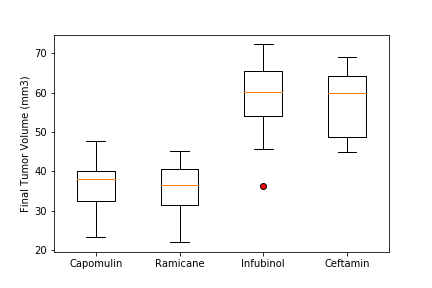 Final Tumor Volume (mm3)
70
60
50
40
30
20
Capomulin
Ramicane
Infubinol
Ceftamin